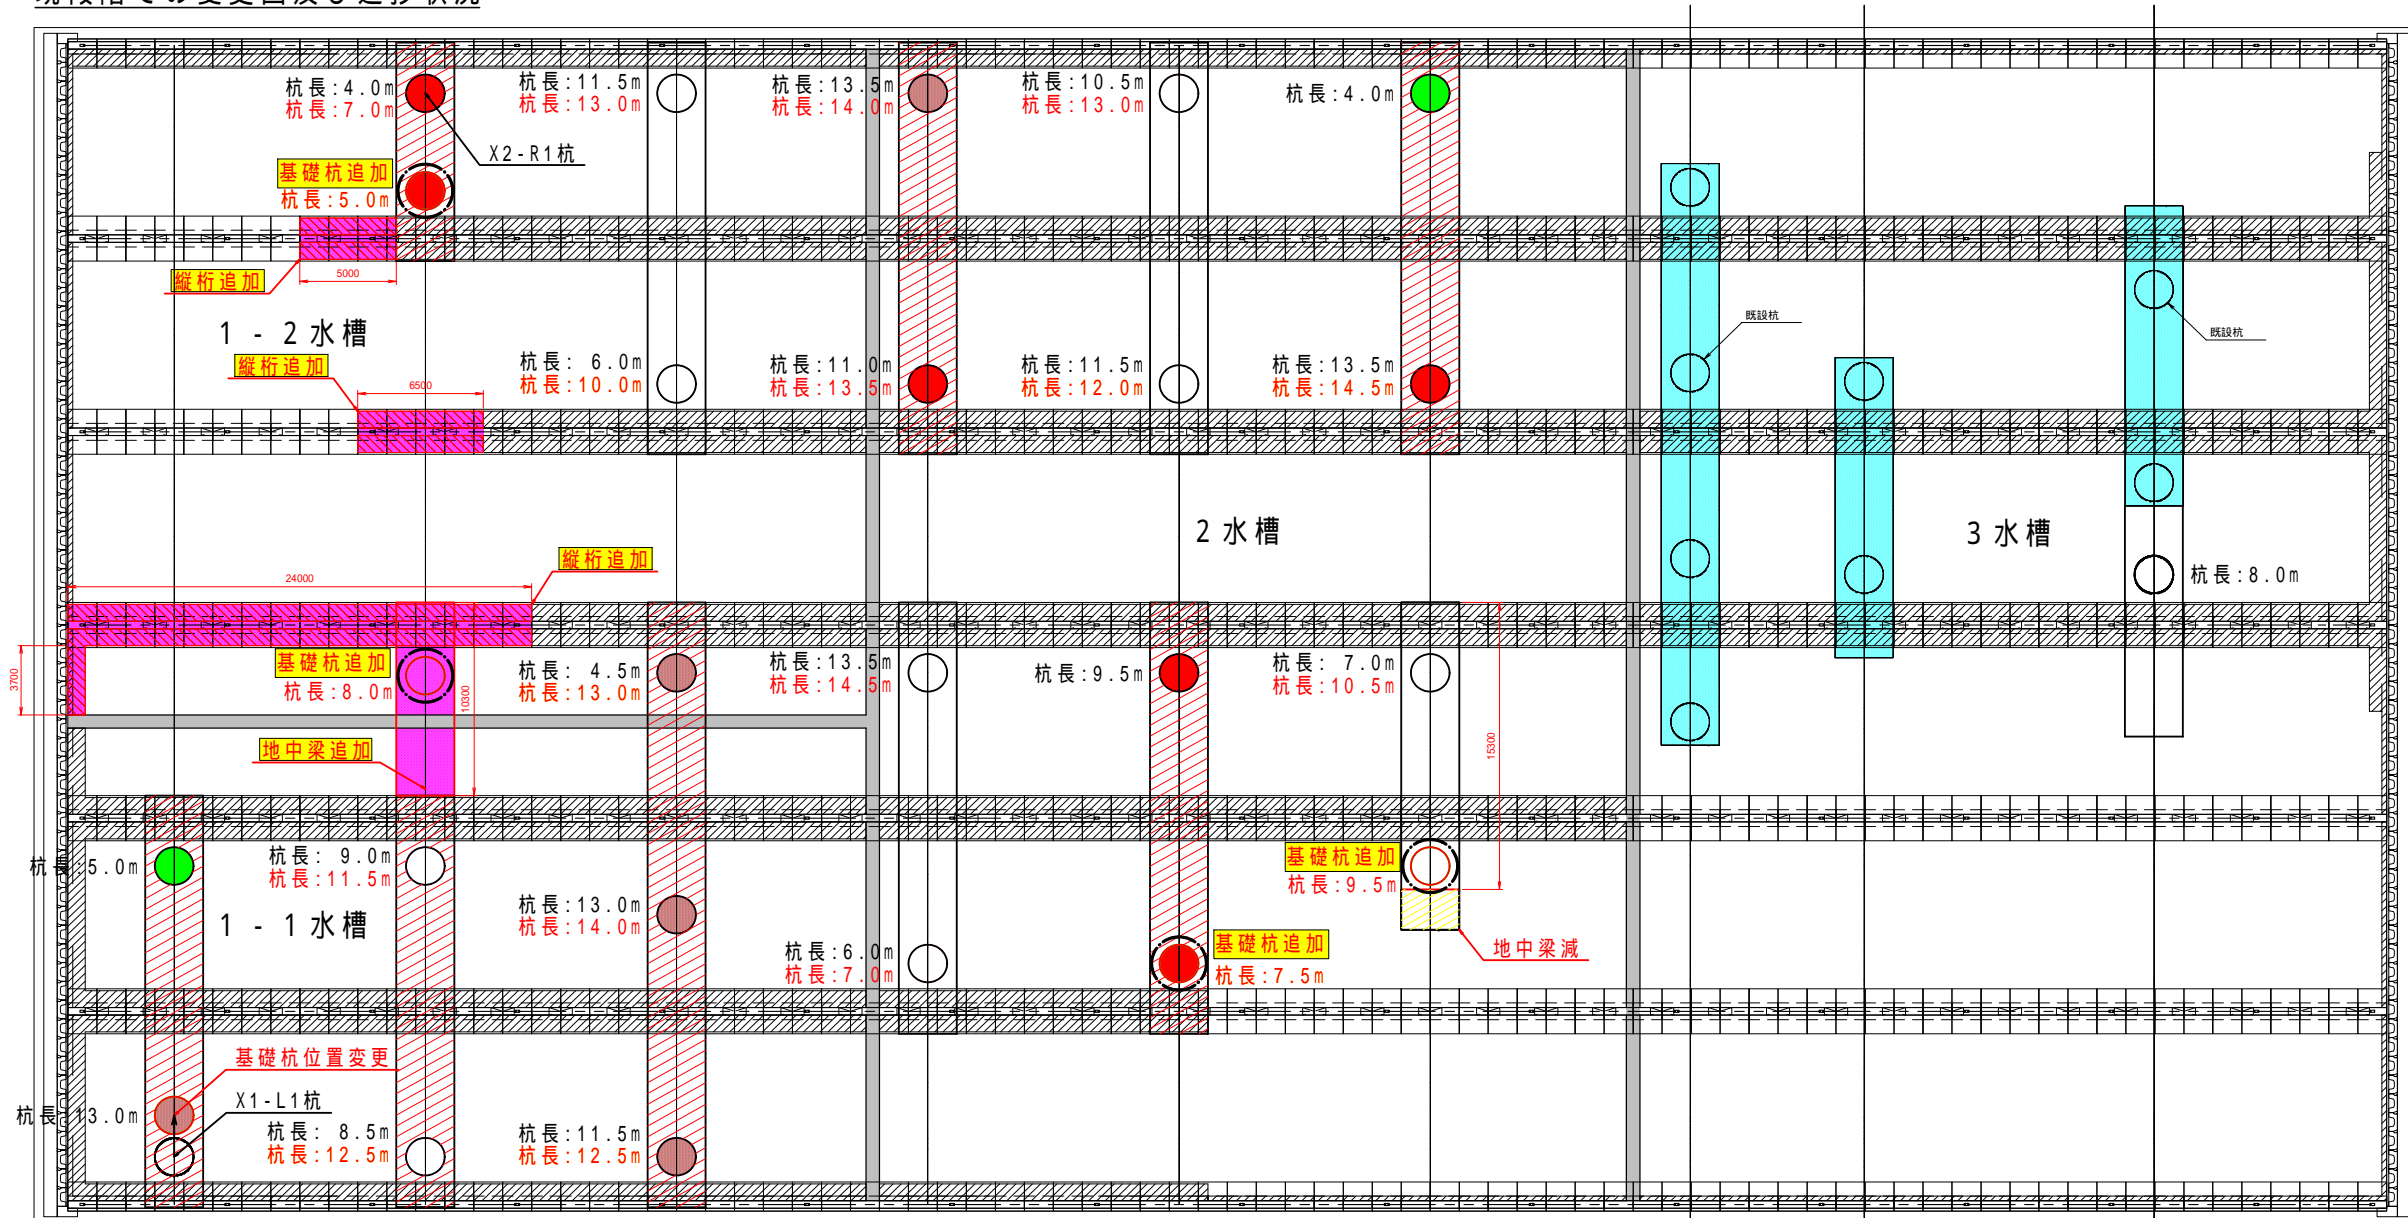 杭長:4.0m
杭長:7.0m
杭長:11.5m
杭長:13.0m
杭長:13.5m
杭長:14.0m
杭長:10.5m
杭長:13.0m
杭長:4.0m
X2-R1杭
基礎杭追加
杭長:5.0m
縦桁追加
5000
1-2水槽
既設杭
既設杭
縦桁追加
6500
杭長: 6.0m
杭長:10.0m
杭長:11.0m
杭長:13.5m
杭長:11.5m
杭長:12.0m
杭長:13.5m
杭長:14.5m
2水槽
3水槽
縦桁追加
24000
杭長:8.0m
3700
基礎杭追加
杭長:8.0m
10300
杭長: 4.5m
杭長:13.0m
杭長:13.5m
杭長:14.5m
杭長:9.5m
杭長: 7.0m
杭長:10.5m
15300
地中梁追加
杭長:5.0m
杭長: 9.0m
杭長:11.5m
基礎杭追加
杭長:9.5m
1-1水槽
杭長:13.0m
杭長:14.0m
杭長:6.0m
杭長:7.0m
基礎杭追加
杭長:7.5m
地中梁減
基礎杭位置変更
X1-L1杭
杭長:13.0m
杭長: 8.5m
杭長:12.5m
杭長:11.5m
杭長:12.5m